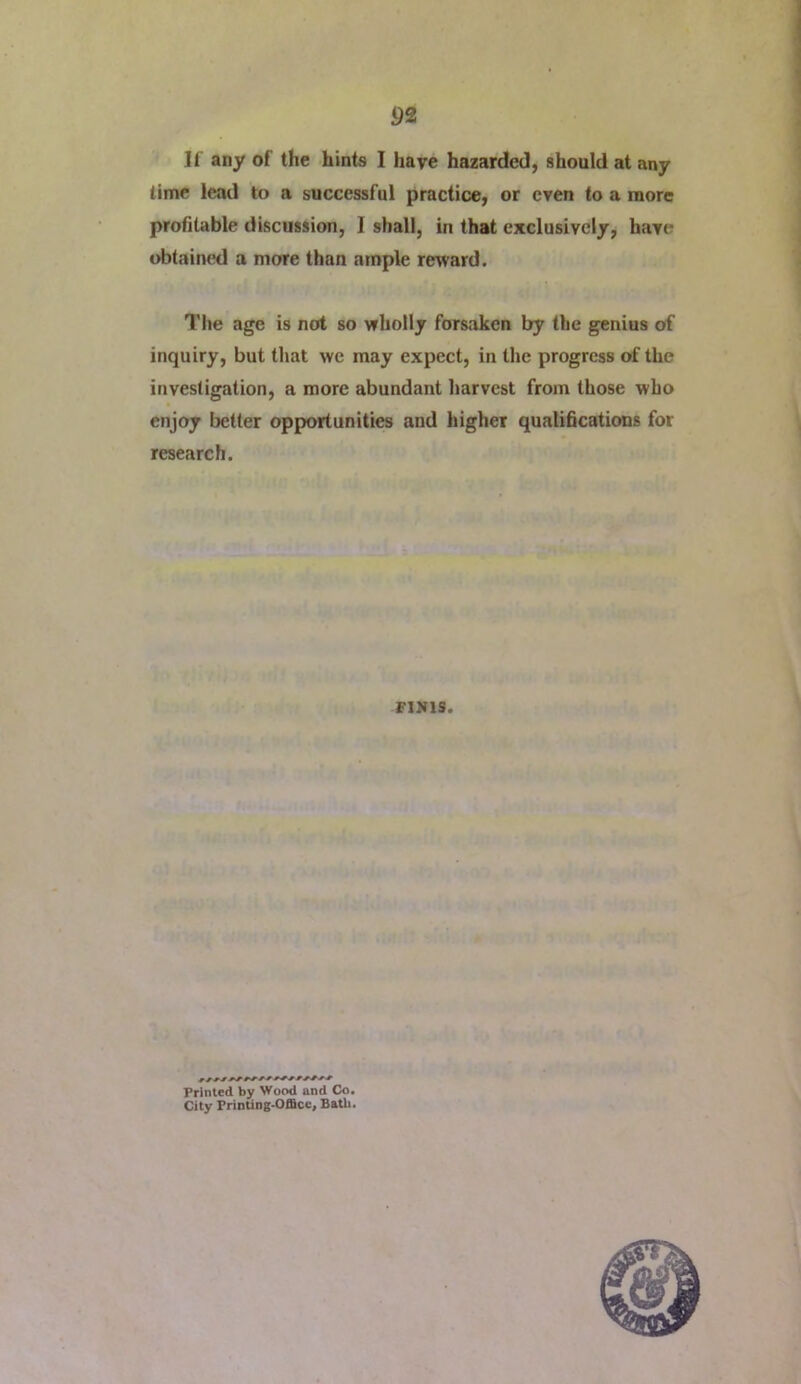 92
If any of the hints I have hazarded, should at any
time lead to a successful practice, or even to a more
profitable discussion, I shall, in that exclusively, have
obtained a more than ample reward.
The age is not so wholly forsaken by the genius of
inquiry, but that we may expect, in the progress of the
investigation, a more abundant harvest from those who
enjoy better opportunities and higher qualifications for
research.
FINIS.
Printed by Wood and Co.
City Printing-Office, Bath.